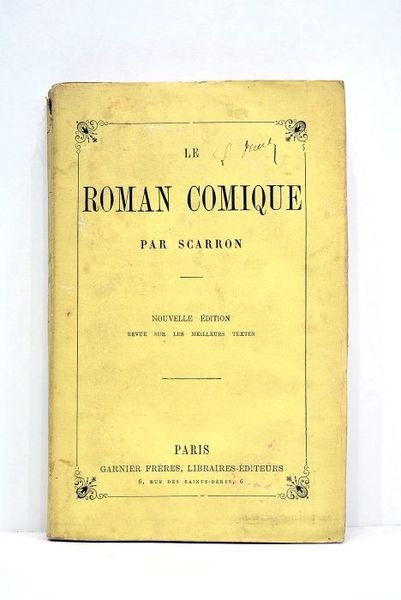 LE
ROMAN COMIQUE
PAR SCARRON
NOUVELLE ÉDITION
REVUE SUR LES MEILLEURS TEXTES
PARIS
GARNIER FRÈRES, LIBRAIRES-ÉDITEURS
6, RUE DES SAINTS-PÈRES, 6